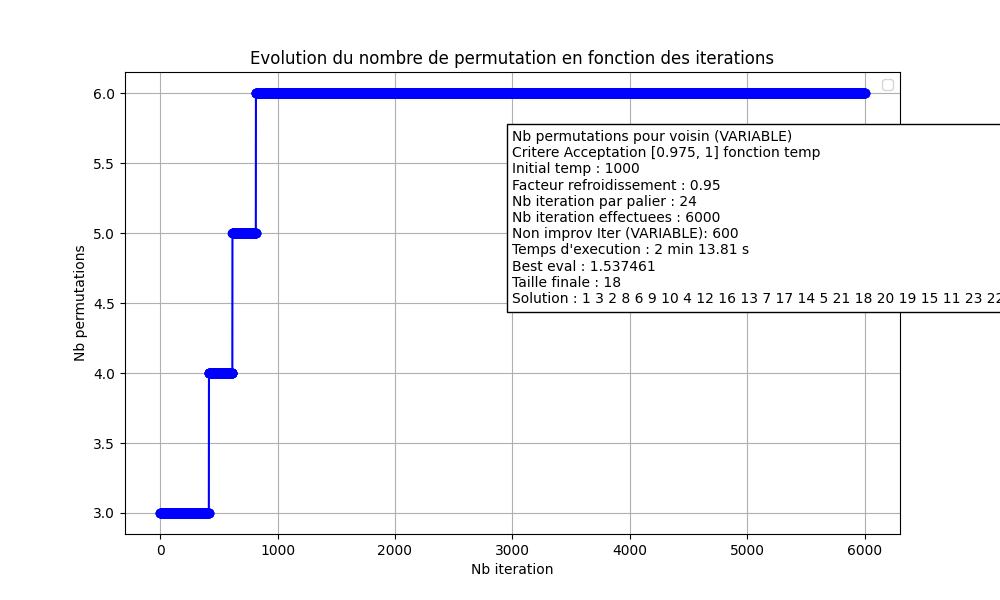 Evolution du nombre de permutation en fonction des iterations
6.0
5.5
5.0
4.5
4.0
3.5
3.0
Nb permutations
Nb permutations pour voisin (VARIABLE)
Critere Acceptation [0.975, 1] fonction temp
Initial temp : 1000
Facteur refroidissement : 0.95
Nb iteration par palier : 24
Nb iteration effectuees : 6000
Non improv Iter (VARIABLE): 600
Temps d'execution : 2 min 13.81 s
Best eval : 1.537461
Taille finale : 18
Solution : 1 3 2 8 6 9 10 4 12 16 13 7 17 14 5 21 18 20 19 15 11 23 22
0 1000 2000 3000 4000 5000 6000
Nb iteration